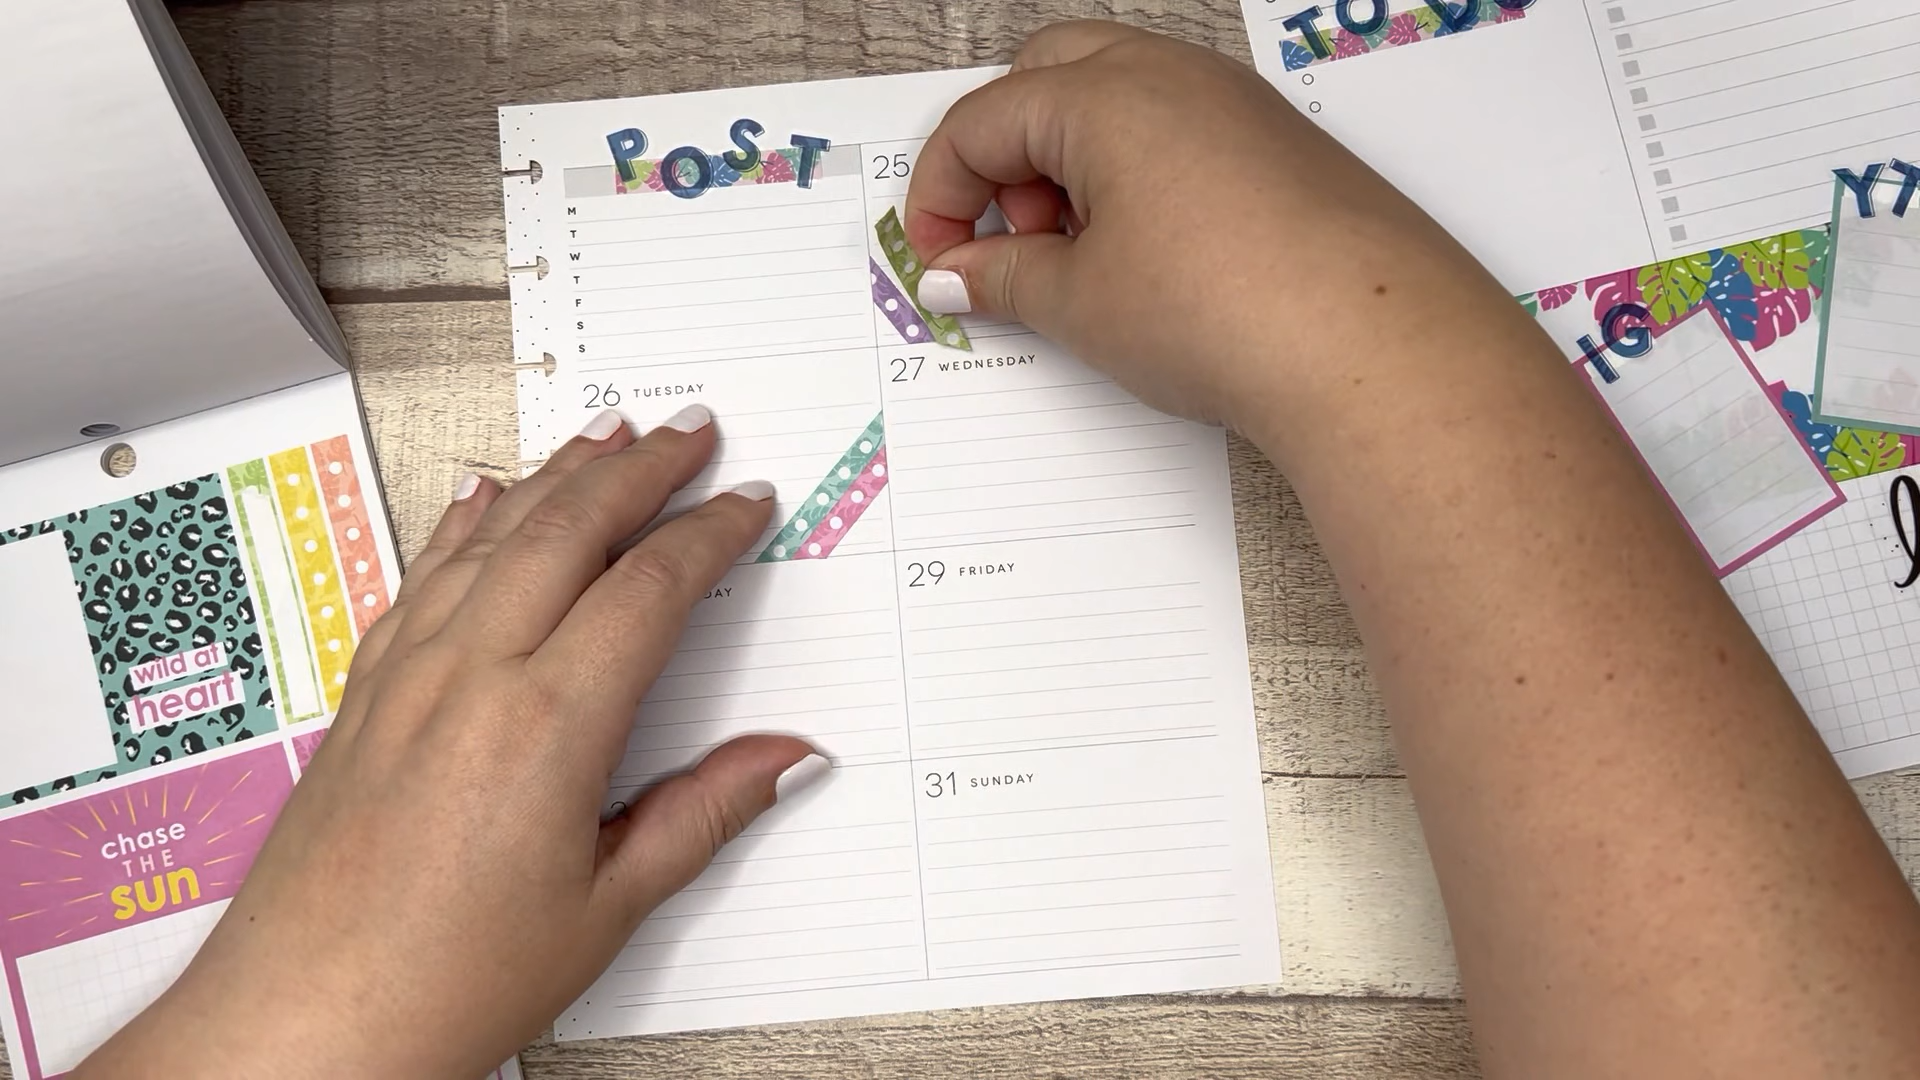 TO DO
POST
25
M
T
W
T
F
S
S
YT
IG
26 TUESDAY
27 WEDNESDAY
29 FRIDAY
31 SUNDAY
wild at
heart
chase
THE
sun